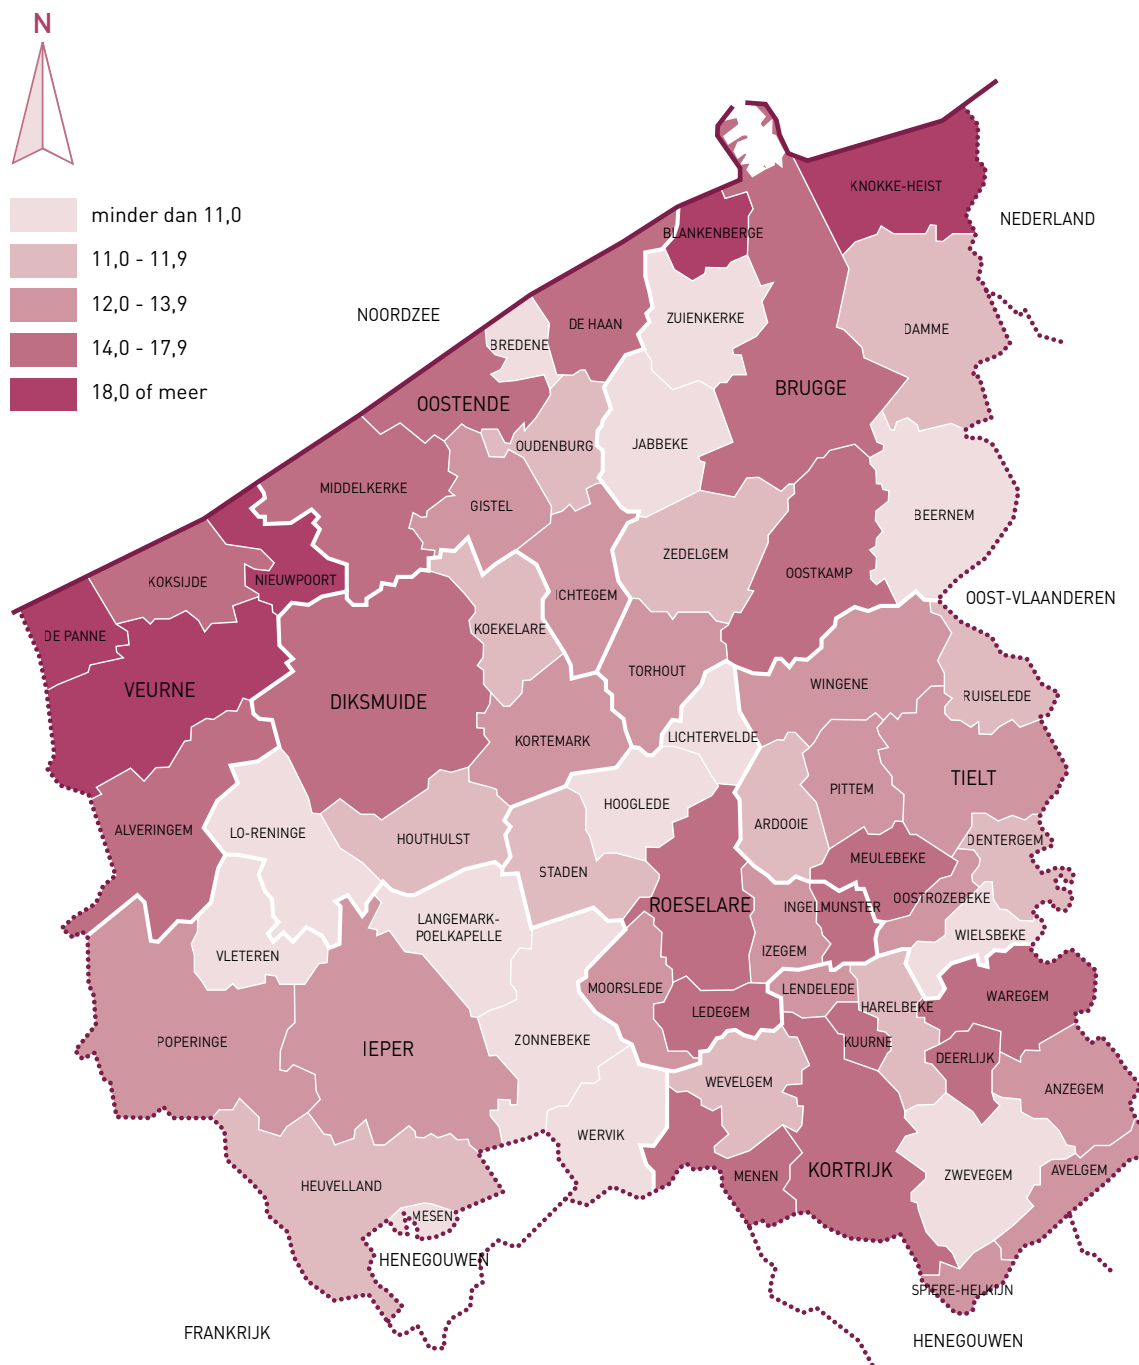 N
minder dan 11,0
11,0 - 11,9
12,0 - 13,9
14,0 - 17,9
18,0 of meer
KNOKKE-HEIST
NEDERLAND
BLANKENBERGE
NOORDZEE
ZUIENKERKE
DE HAAN
DAMME
BREDENE
BRUGGE
OOSTENDE
OUDENBURG
JABBEKE
MIDDELKERKE
GISTEL
BEERNEM
ZEDELGEM
OOSTKAMP
KOKSIJDE
NIEUWPOORT
ICHTEGEM
OOST-VLAANDEREN
DE PANNE
KOEKELARE
TORHOUT
VEURNE
WINGENE
RUISELEDE
DIKSMUIDE
KORTEMARK
LICHTERVELDE
TIELT
PITTEM
HOOGLEDE
ARDOOIE
ALVERINGEM
LO-RENINGE
HOUTHULST
DENTERGEM
MEULEBEKE
STADEN
OOSTROZEBEKE
ROESELARE
INGELMUNSTER
LANGEMARK-
POELKAPELLE
WIELSBEKE
IZEGEM
VLETEREN
MOORSLEDE
LENDELEDE
WAREGEM
HARELBEKE
LEDEGEM
POPERINGE
IEPER
ZONNEBEKE
KUURNE
DEERLIJK
WEVELGEM
ANZEGEM
WERVIK
KORTRIJK
AVELGEM
MENEN
ZWEVEGEM
HEUVELLAND
MESEN
HENEGOUWEN
SPIERE-HELKIJN
FRANKRIJK
HENEGOUWEN